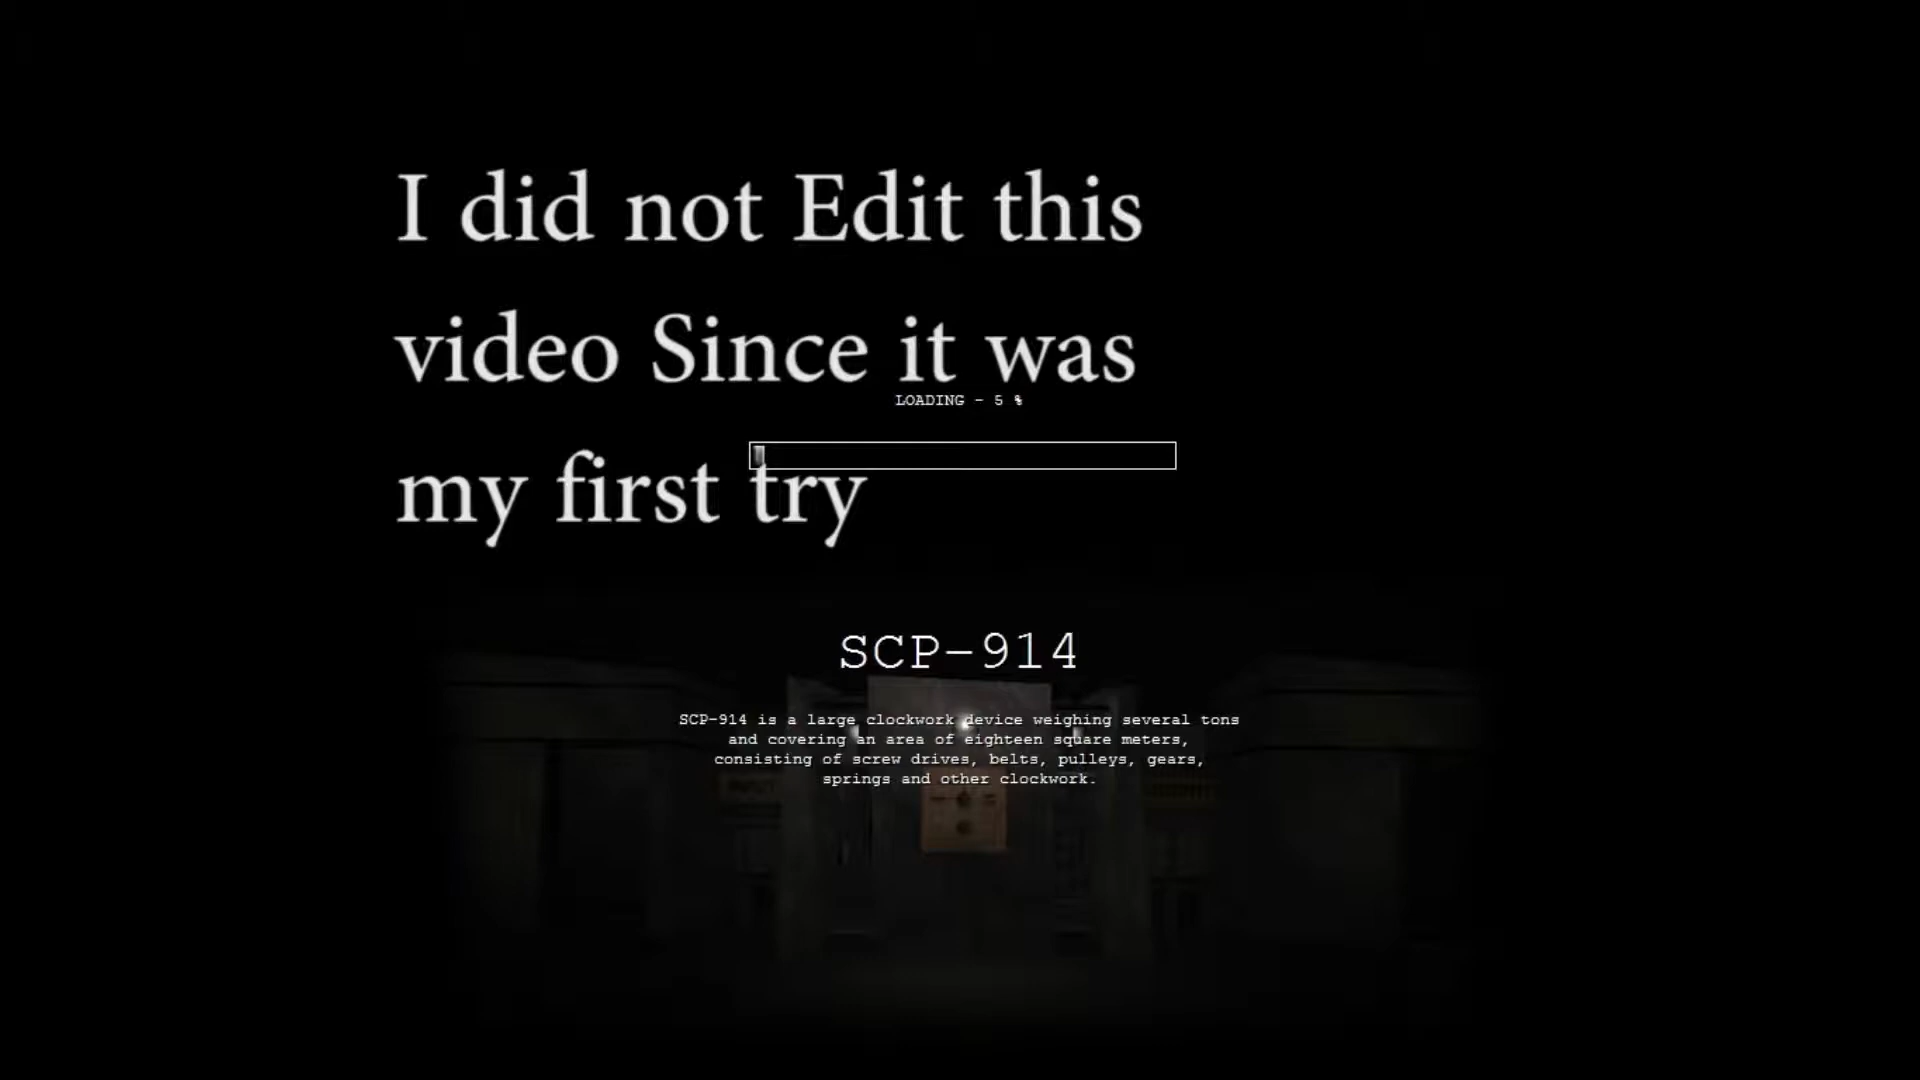 I did not Edit this
video Since it was
LOADING - 5 %
my first try
SCP-914
SCP-914 is a large clockwork device weighing several tons
and covering an area of eighteen square meters,
consisting of screw drives, belts, pulleys, gears,
springs and other clockwork.
INPUT